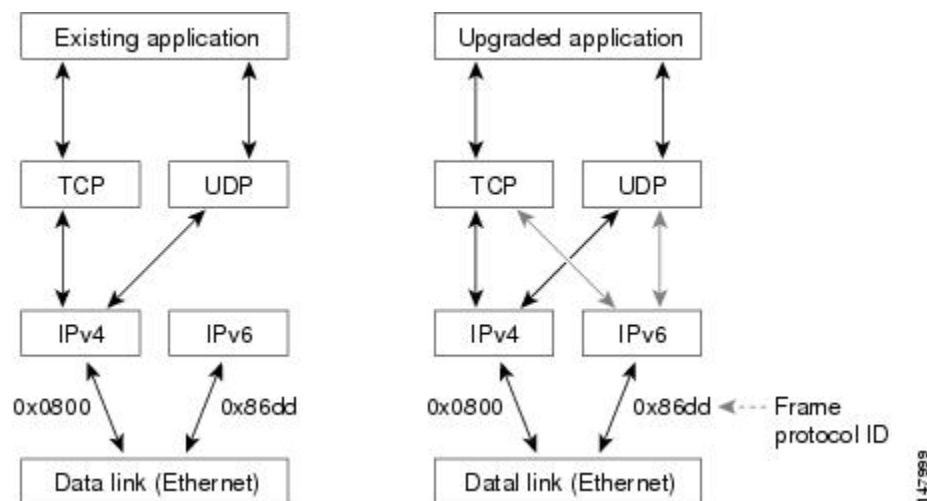 Existing application
Upgraded application
TCP
UDP
TCP
UDP
IPv4
IPv6
IPv4
IPv6
0x0800
0x86dd
0x0800
0x86dd
Frame
protocol ID
Data link (Ethernet)
Datal link (Ethernet)